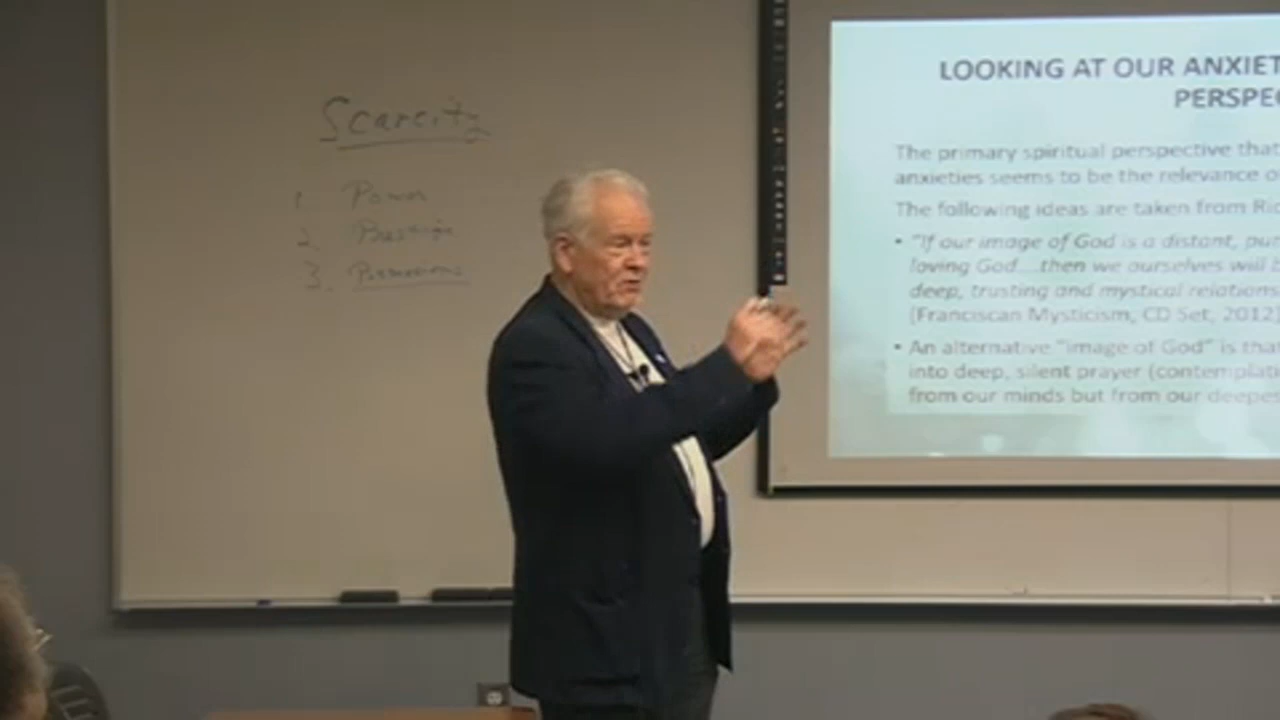 Scarcity
1. Power
2. Prestige
3. Possessions
LOOKING AT OUR ANXIET
PERSPEC
The primary spiritual perspective that
anxieties seems to be the relevance o
The following ideas are taken from Ric
• "If our image of God is a distant, pu
loving God...then we ourselves will b
deep, trusting and mystical relations
(Franciscan Mysticism, CD Set, 2012)
• An alternative "image of God" is tha
into deep, silent prayer (contemplati
from our minds but from our deepes